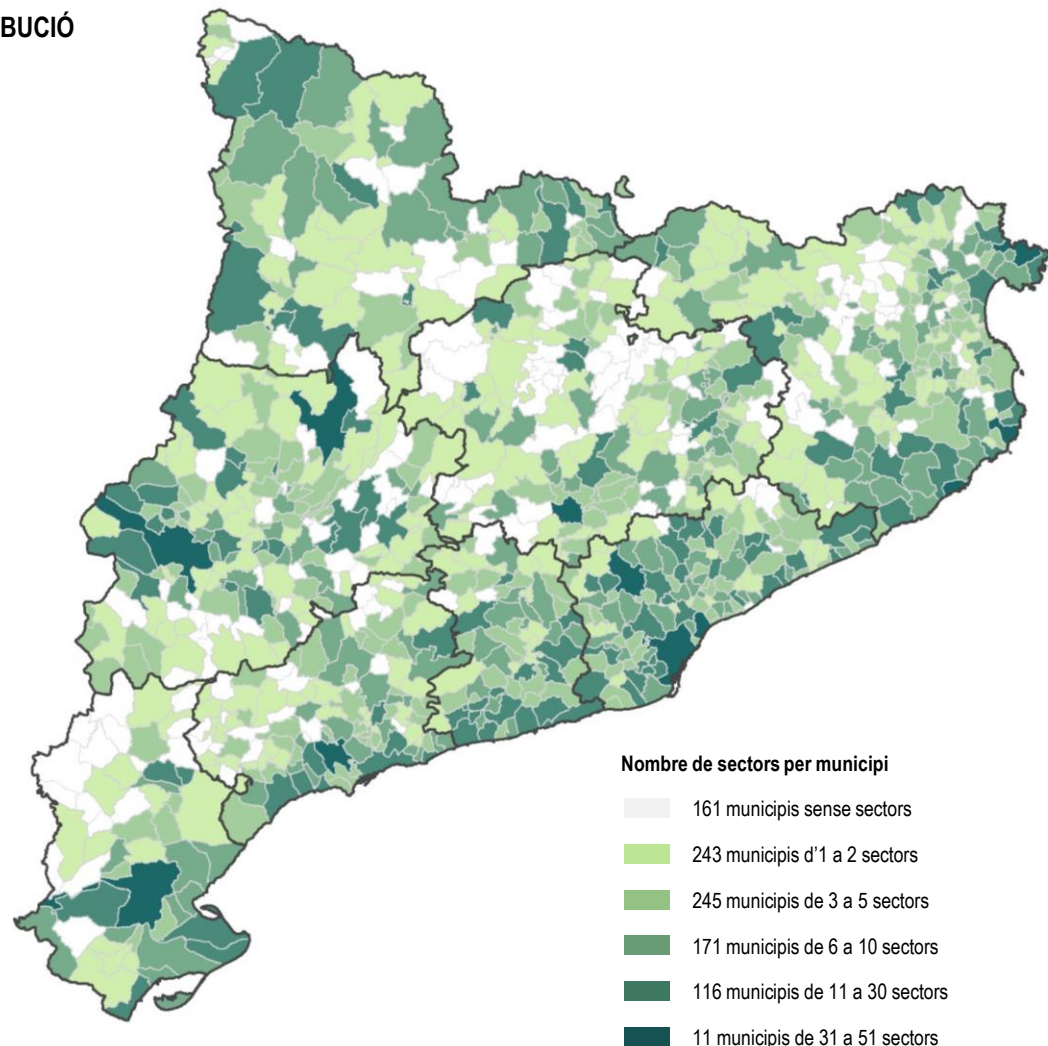 BUCIÓ
Nombre de sectors per municipi
161 municipis sense sectors
243 municipis d'1 a 2 sectors
245 municipis de 3 a 5 sectors
171 municipis de 6 a 10 sectors
116 municipis de 11 a 30 sectors
11 municipis de 31 a 51 sectors